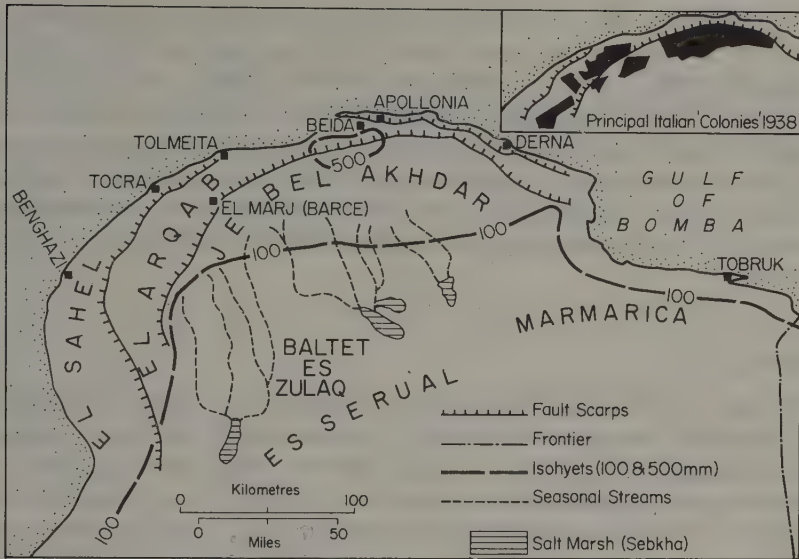 Principal Italian 'Colonies' 1938
APOLLONIA
BEIDA
TOLMEITA
DERNA
500
TOCRA
GULF
OF
BOMBA
JEBEL AKHDAR
EL MARJ (BARCE)
BENGHAZI
EL ARQAB
EL SAHEL
100
100
TOBRUK
100
MARMARICA
BALTET
ES
ZULAQ
ES SERUAL
Fault Scarps
Frontier
Isohyets (100 & 500mm)
Seasonal Streams
Salt Marsh (Sebkha)
100
Kilometres
0 100
0 50
Miles